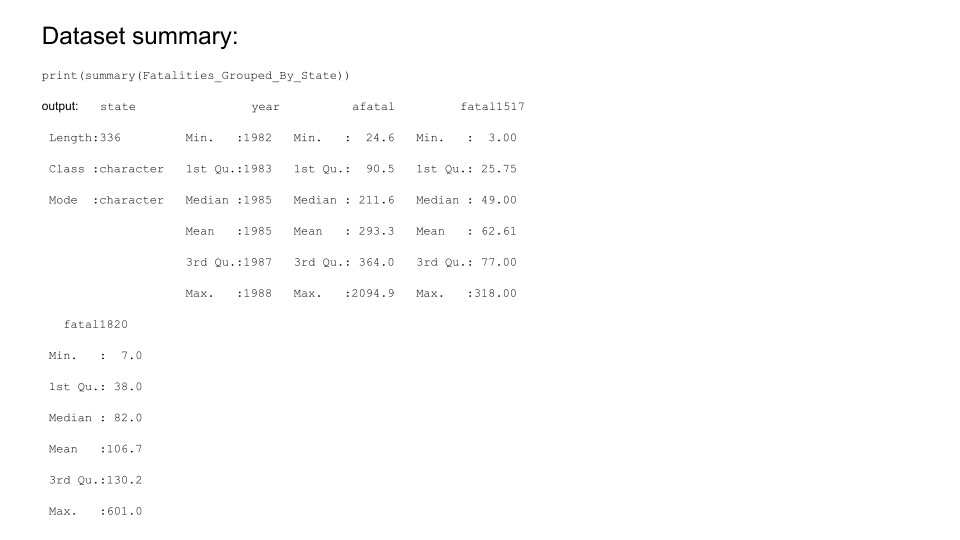 Dataset summary:
print(summary(Fatalities_Grouped_By_State))
output: state year afatal fatal1517
Length:336 Min. :1982 Min. : 24.6 Min. : 3.00
Class :character 1st Qu.:1983 1st Qu.: 90.5 1st Qu.: 25.75
Mode :character Median :1985 Median : 211.6 Median : 49.00
Mean :1985 Mean : 293.3 Mean : 62.61
3rd Qu.:1987 3rd Qu.: 364.0 3rd Qu.: 77.00
Max. :1988 Max. :2094.9 Max. :318.00
fatal1820
Min. : 7.0
1st Qu.: 38.0
Median : 82.0
Mean :106.7
3rd Qu.:130.2
Max. :601.0